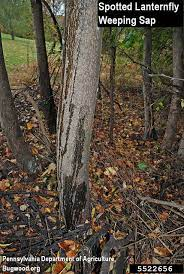 Spotted Lanternfly
Weeping Sap
Pennsylvania Department of Agriculture,
Bugwood.org
5522656